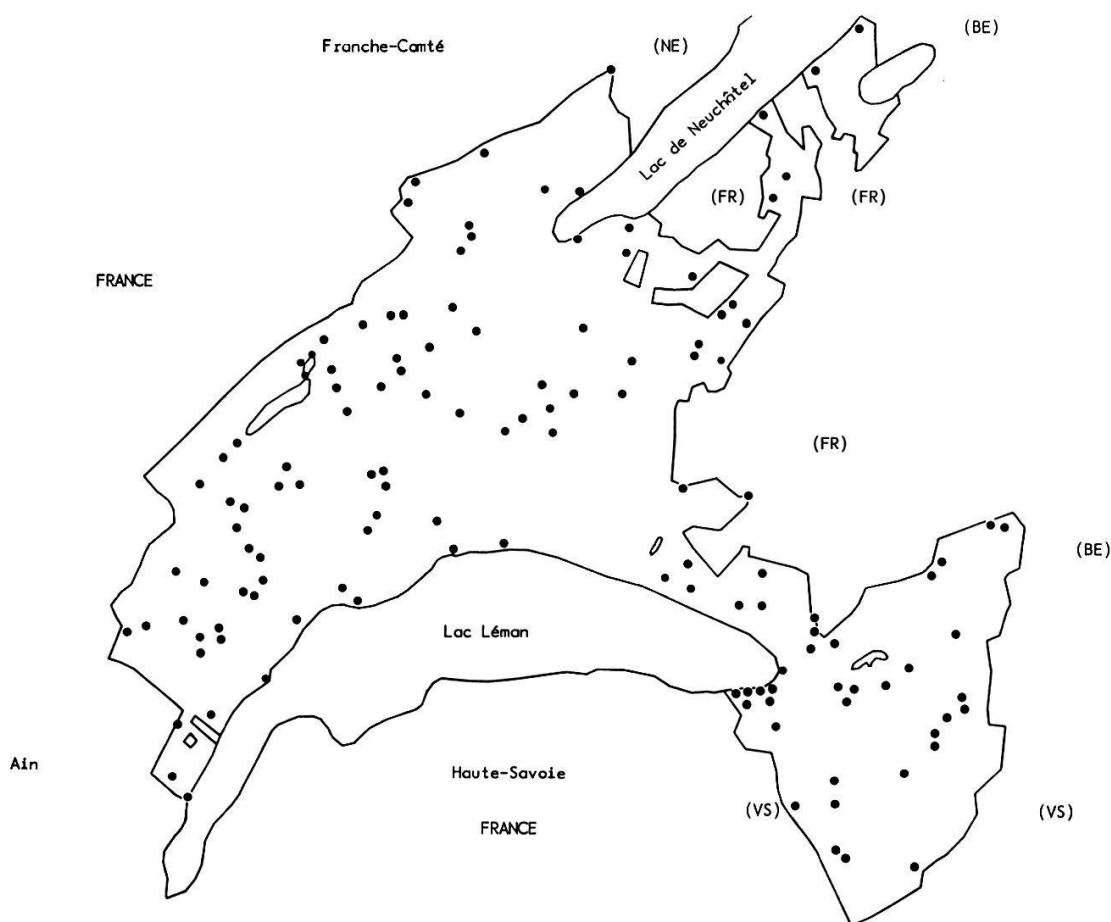 Franche-Comté
(NE)
(BE)
Lac de Neuchâtel
(FR)
(FR)
FRANCE
(FR)
(BE)
Lac Léman
Ain
Haute-Savoie
(VS)
(VS)
FRANCE